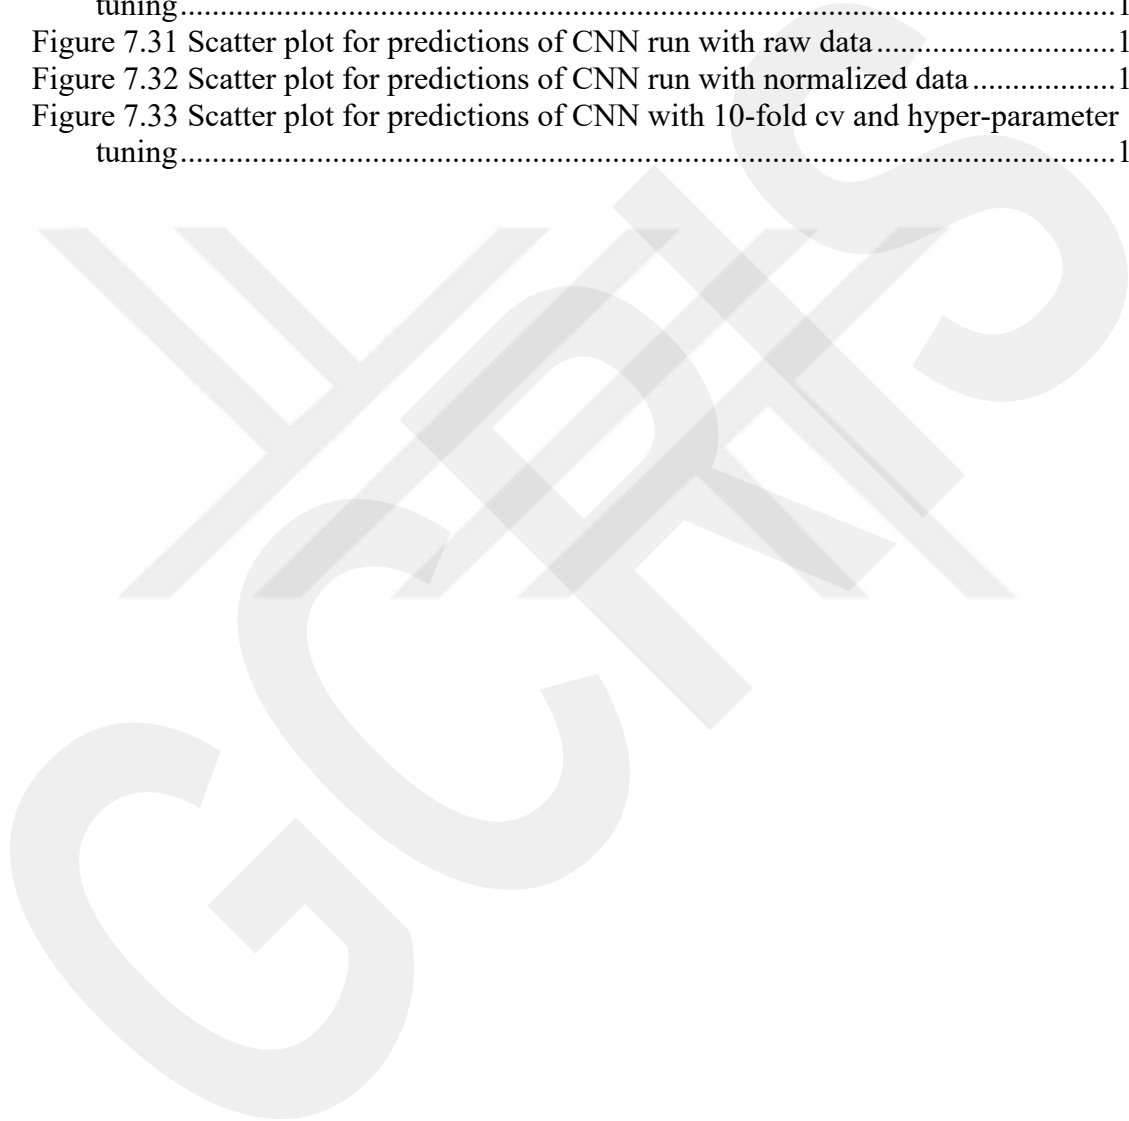 tuning....................................................................................................................1
Figure 7.31 Scatter plot for predictions of CNN run with raw data..............................1
Figure 7.32 Scatter plot for predictions of CNN run with normalized data..................1
Figure 7.33 Scatter plot for predictions of CNN with 10-fold cv and hyper-parameter
tuning....................................................................................................................1
GCRIS